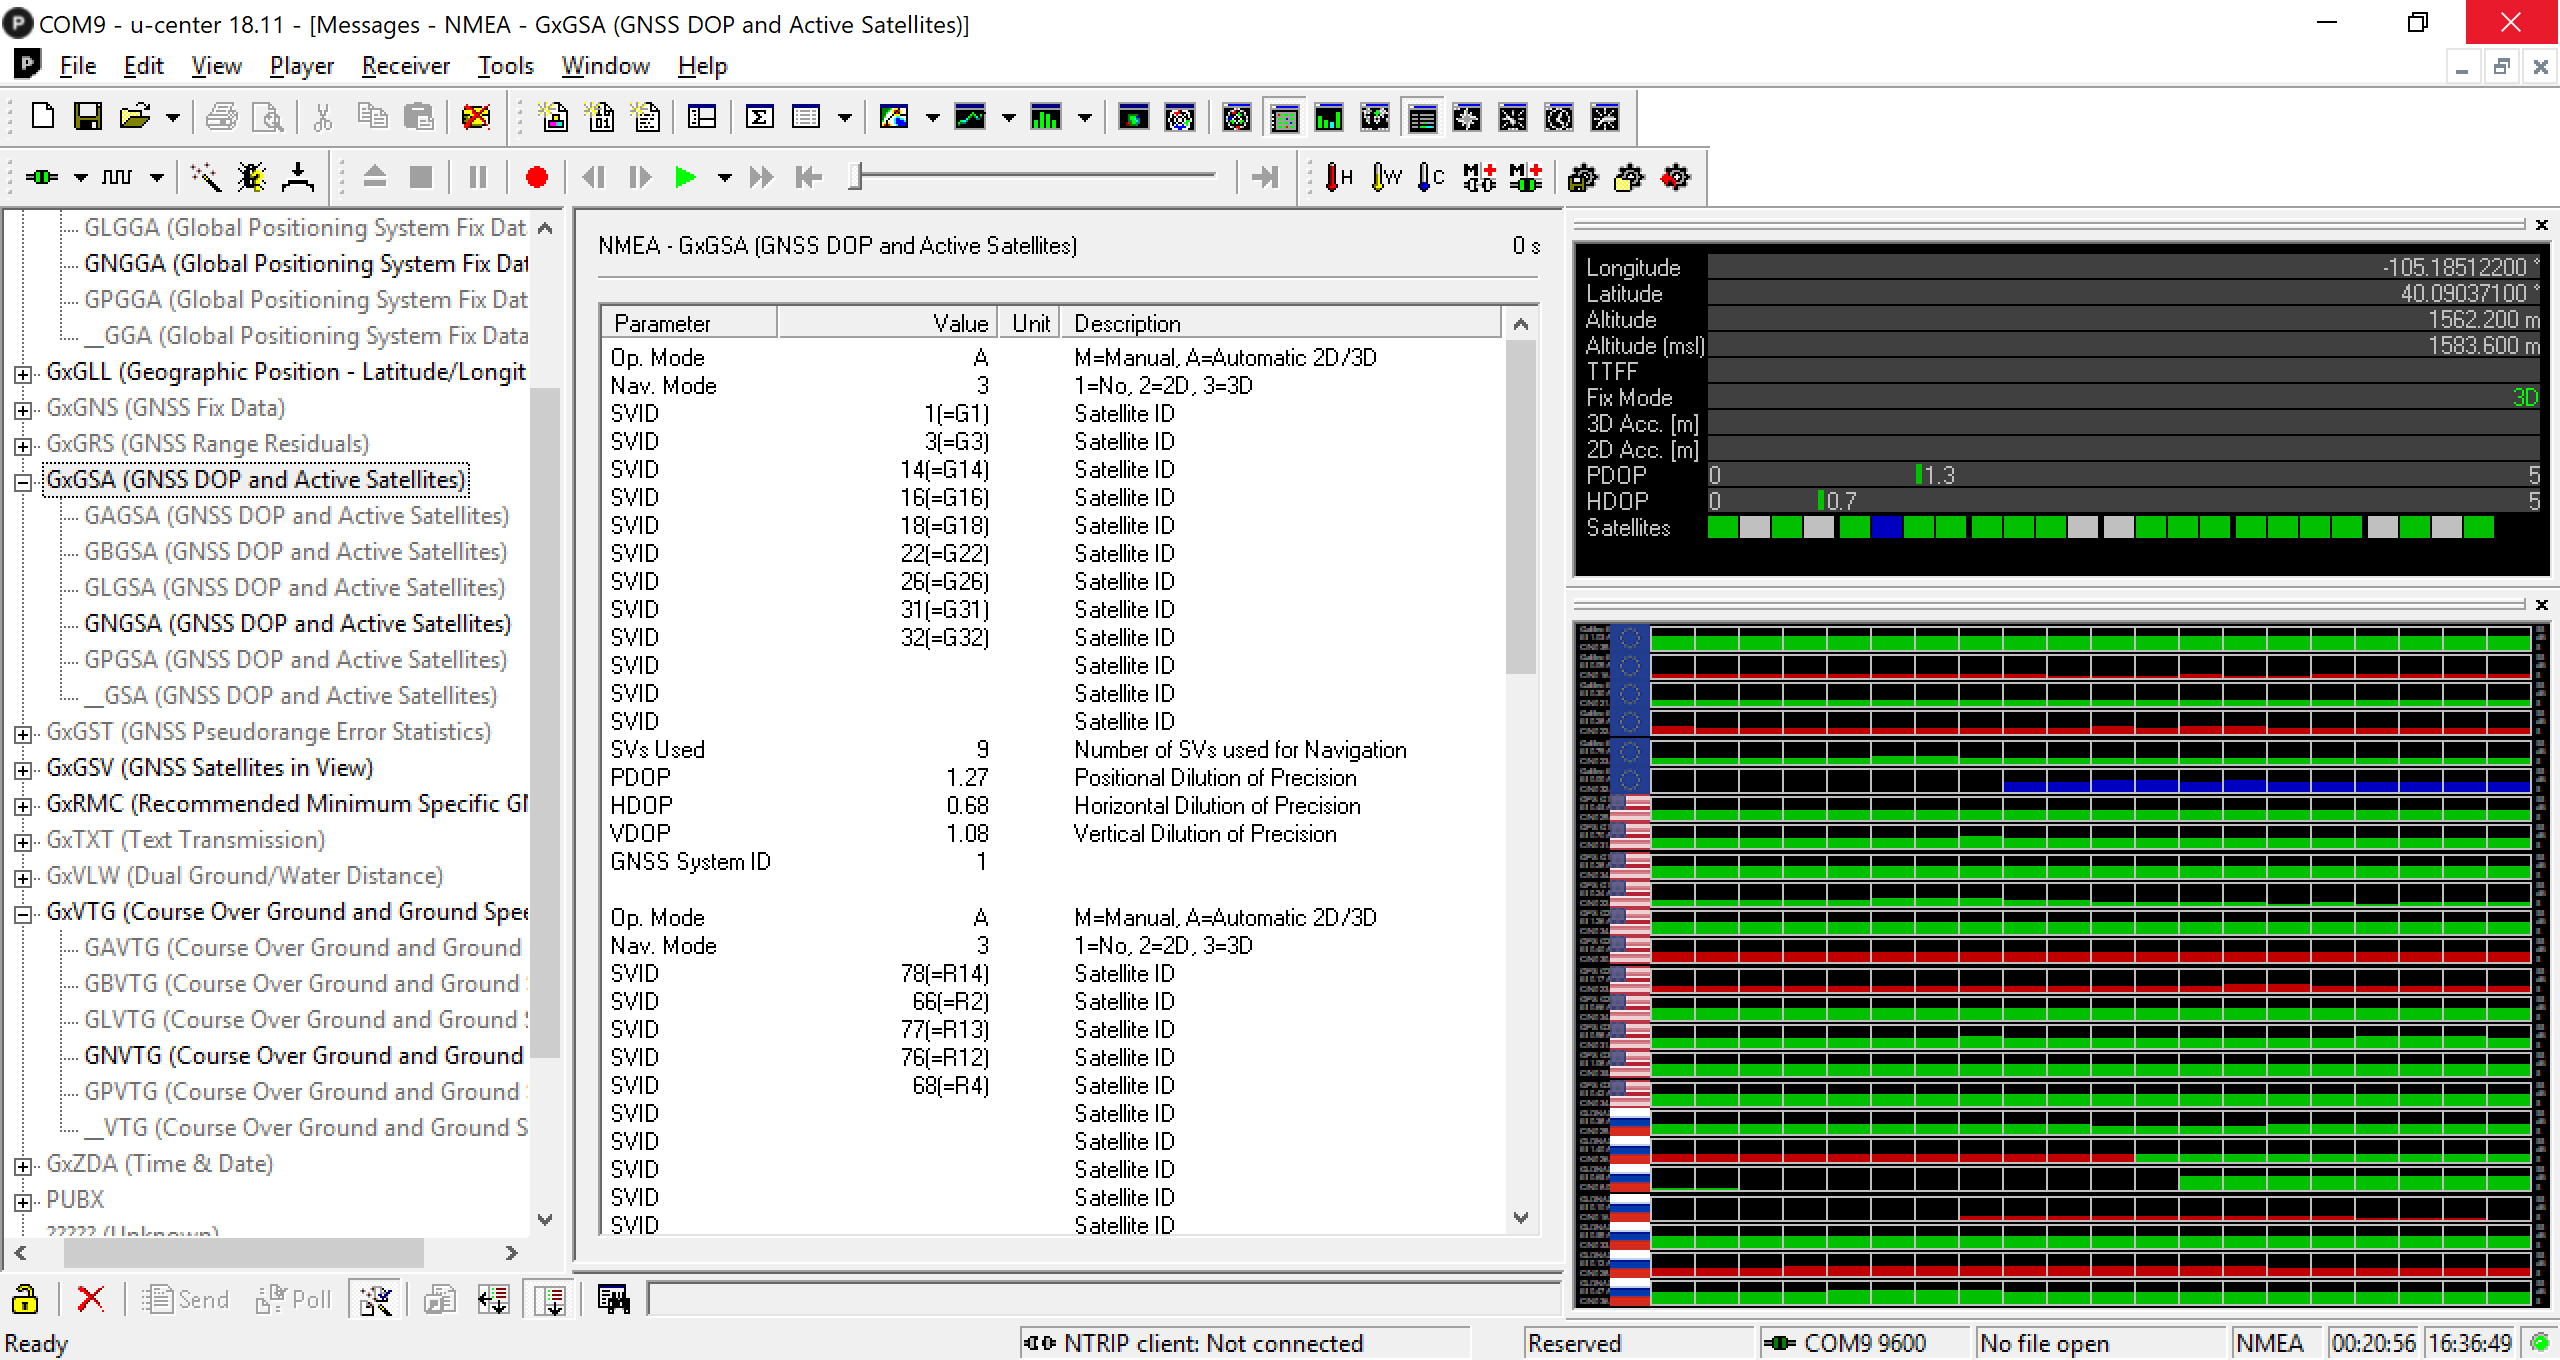 COM9 - u-center 18.11 - [Messages - NMEA - GxGSA (GNSS DOP and Active Satellites)]
File Edit View Player Receiver Tools Window Help
H W C
GLGGA (Global Positioning System Fix Dat
GNGGA (Global Positioning System Fix Dat
GPGGA (Global Positioning System Fix Dat
__GGA (Global Positioning System Fix Data
GxGLL (Geographic Position - Latitude/Longit
GxGNS (GNSS Fix Data)
GxGRS (GNSS Range Residuals)
GxGSA (GNSS DOP and Active Satellites)
GAGSA (GNSS DOP and Active Satellites)
GBGSA (GNSS DOP and Active Satellites)
GLGSA (GNSS DOP and Active Satellites)
GNGSA (GNSS DOP and Active Satellites)
GPGSA (GNSS DOP and Active Satellites)
__GSA (GNSS DOP and Active Satellites)
GxGST (GNSS Pseudorange Error Statistics)
GxGSV (GNSS Satellites in View)
GxRMC (Recommended Minimum Specific GN
GxTXT (Text Transmission)
GxVLW (Dual Ground/Water Distance)
GxVTG (Course Over Ground and Ground Spee
GAVTG (Course Over Ground and Ground
GBVTG (Course Over Ground and Ground
GLVTG (Course Over Ground and Ground S
GNVTG (Course Over Ground and Ground
GPVTG (Course Over Ground and Ground
__VTG (Course Over Ground and Ground S
GxZDA (Time & Date)
PUBX
????? (Unknown)
NMEA - GxGSA (GNSS DOP and Active Satellites) 0 s
Parameter Value Unit Description
Op. Mode A M=Manual, A=Automatic 2D/3D
Nav. Mode 3 1=No, 2=2D, 3=3D
SVID 1(=G1) Satellite ID
SVID 3(=G3) Satellite ID
SVID 14(=G14) Satellite ID
SVID 16(=G16) Satellite ID
SVID 18(=G18) Satellite ID
SVID 22(=G22) Satellite ID
SVID 26(=G26) Satellite ID
SVID 31(=G31) Satellite ID
SVID 32(=G32) Satellite ID
SVID Satellite ID
SVID Satellite ID
SVID Satellite ID
SVs Used 9 Number of SVs used for Navigation
PDOP 1.27 Positional Dilution of Precision
HDOP 0.68 Horizontal Dilution of Precision
VDOP 1.08 Vertical Dilution of Precision
GNSS System ID 1
Op. Mode A M=Manual, A=Automatic 2D/3D
Nav. Mode 3 1=No, 2=2D, 3=3D
SVID 78(=R14) Satellite ID
SVID 66(=R2) Satellite ID
SVID 77(=R13) Satellite ID
SVID 76(=R12) Satellite ID
SVID 68(=R4) Satellite ID
SVID Satellite ID
SVID Satellite ID
SVID Satellite ID
SVID Satellite ID
SVID Satellite ID
Longitude -105.18512200 °
Latitude 40.09037100 °
Altitude 1562.200 m
Altitude (msl) 1583.600 m
TTFF
Fix Mode 3D
3D Acc. [m]
2D Acc. [m]
PDOP 0 1.3 5
HDOP 0 0.7 5
Satellites
Send Poll
Ready NTRIP client: Not connected Reserved COM9 9600 No file open NMEA 00:20:56 16:36:49